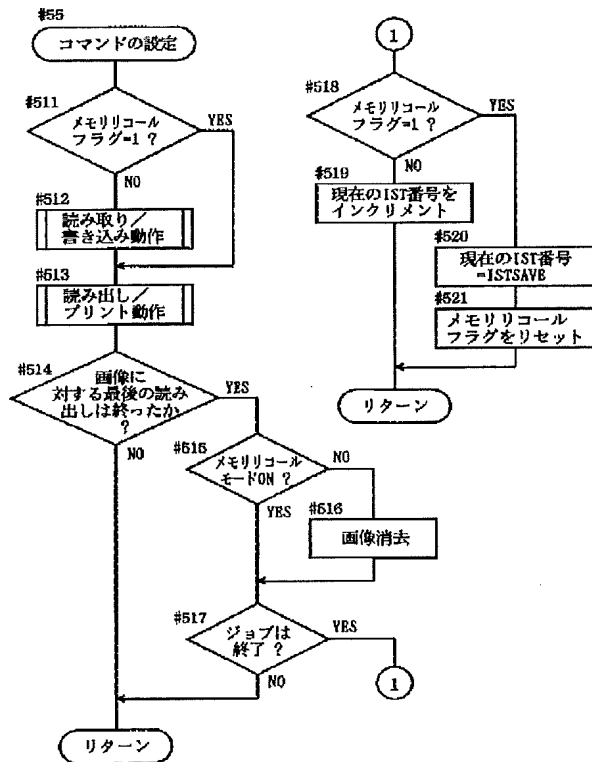 #55
コマンドの設定
#511
メモリリコール
フラグ=1 ?
YES
NO
#512
読み取り/
書き込み動作
#513
読み出し/
プリント動作
#514
画像に
対する最後の読み
出しは終ったか
?
YES
NO
#515
メモリリコール
モードON ?
NO
YES
#516
画像消去
#517
ジョブは
終了 ?
YES
NO
1
リターン
1
#518
メモリリコール
フラグ=1 ?
YES
NO
#519
現在のIST番号を
インクリメント
#520
現在のIST番号
=ISTSAVE
#521
メモリリコール
フラグをリセット
リターン